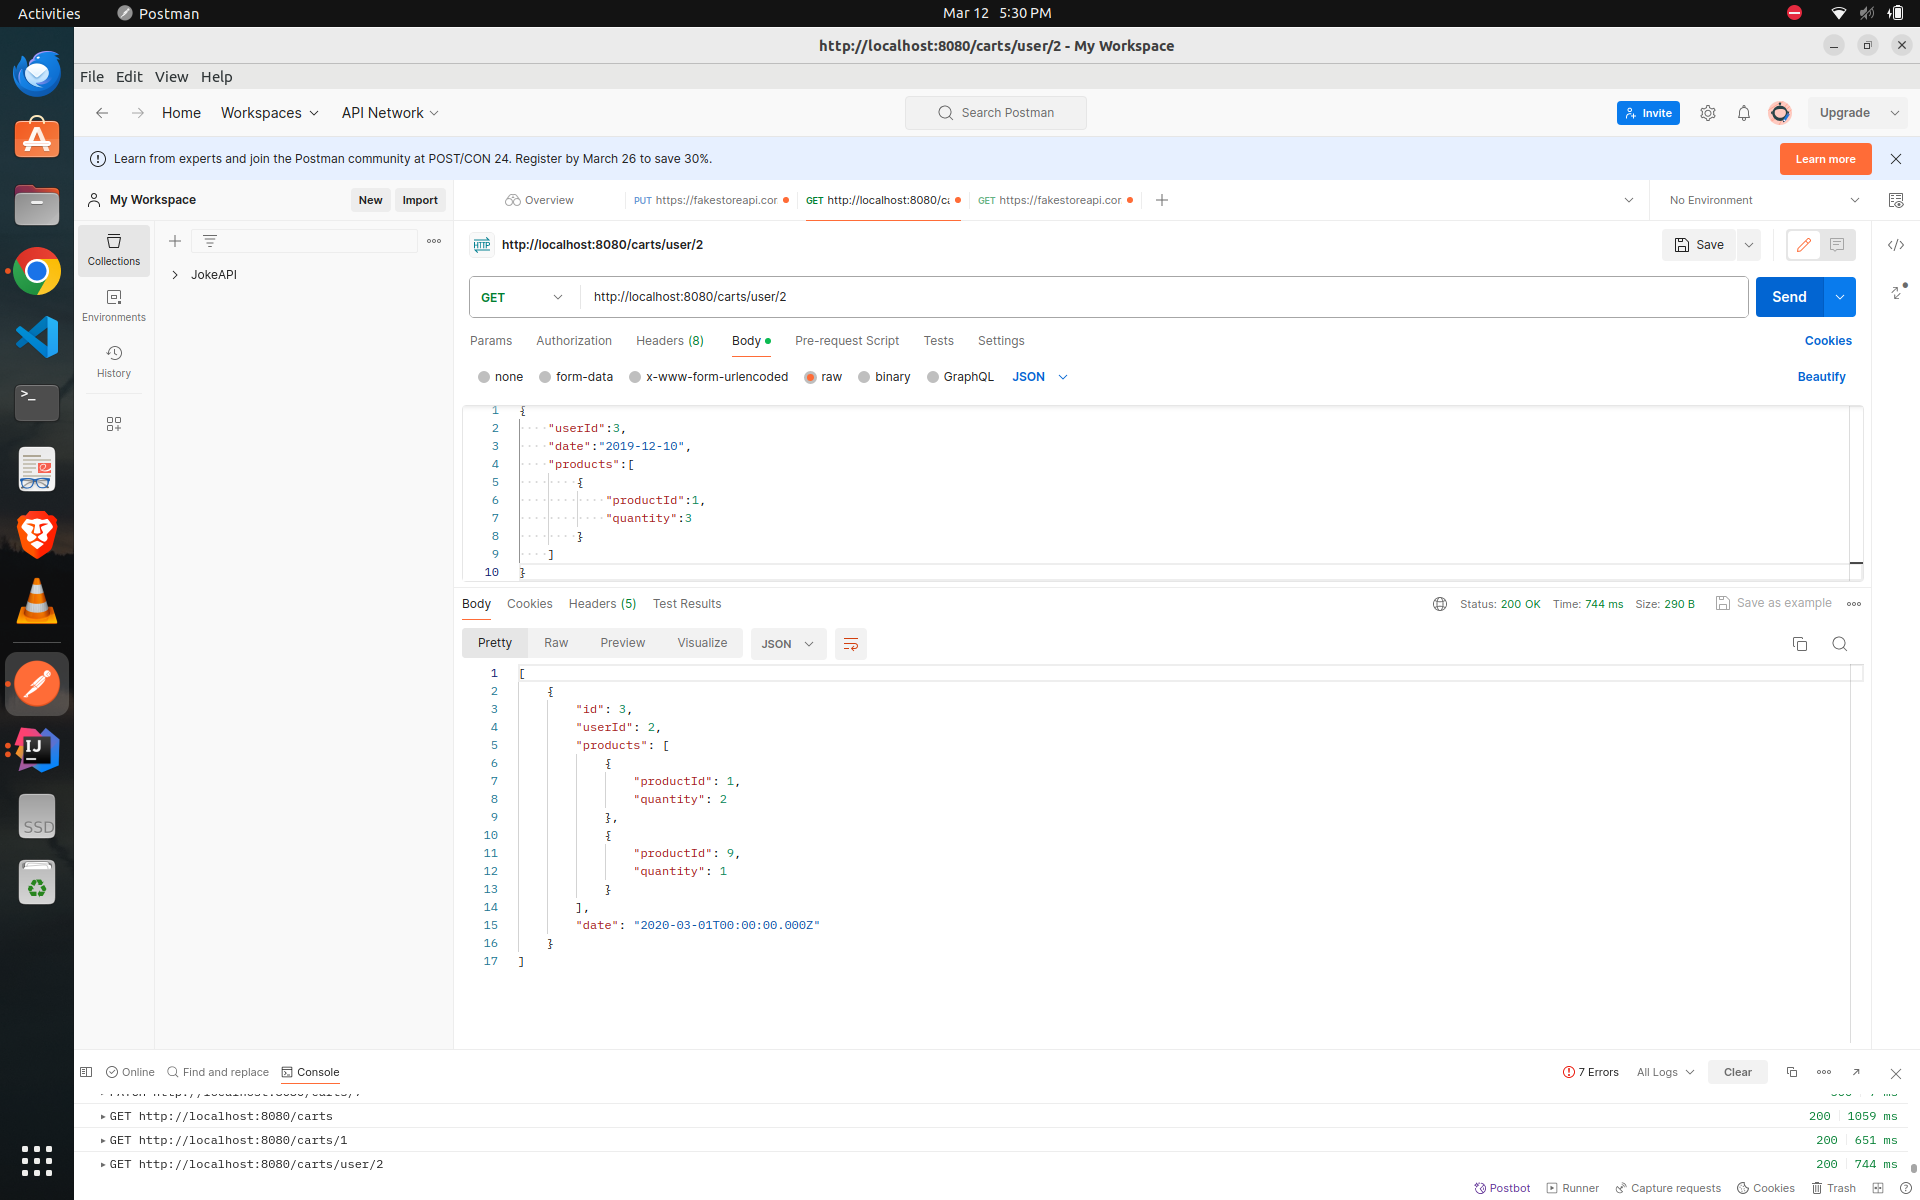 Activities Postman Mar 12 5:30 PM
http://localhost:8080/carts/user/2 - My Workspace
File Edit View Help
Home Workspaces API Network Search Postman Invite Upgrade
Learn from experts and join the Postman community at POST/CON 24. Register by March 26 to save 30%. Learn more
My Workspace New Import Overview PUT https://fakestoreapi.cor GET http://localhost:8080/ca GET https://fakestoreapi.cor No Environment
Collections
Environments
History
JokeAPI
HTTP http://localhost:8080/carts/user/2 Save
GET http://localhost:8080/carts/user/2 Send
Params Authorization Headers (8) Body Pre-request Script Tests Settings Cookies
none form-data x-www-form-urlencoded raw binary GraphQL JSON Beautify
1 {
2 "userId":3,
3 "date":"2019-12-10",
4 "products":[
5 {
6 "productId":1,
7 "quantity":3
8 }
9 ]
10 }
Body Cookies Headers (5) Test Results Status: 200 OK Time: 744 ms Size: 290 B Save as example
Pretty Raw Preview Visualize JSON
1 [
2 {
3 "id": 3,
4 "userId": 2,
5 "products": [
6 {
7 "productId": 1,
8 "quantity": 2
9 },
10 {
11 "productId": 9,
12 "quantity": 1
13 }
14 ],
15 "date": "2020-03-01T00:00:00.000Z"
16 }
17 ]
IJ
SSD
Online Find and replace Console 7 Errors All Logs Clear
GET http://localhost:8080/carts 200 1059 ms
GET http://localhost:8080/carts/1 200 651 ms
GET http://localhost:8080/carts/user/2 200 744 ms
Postbot Runner Capture requests Cookies Trash